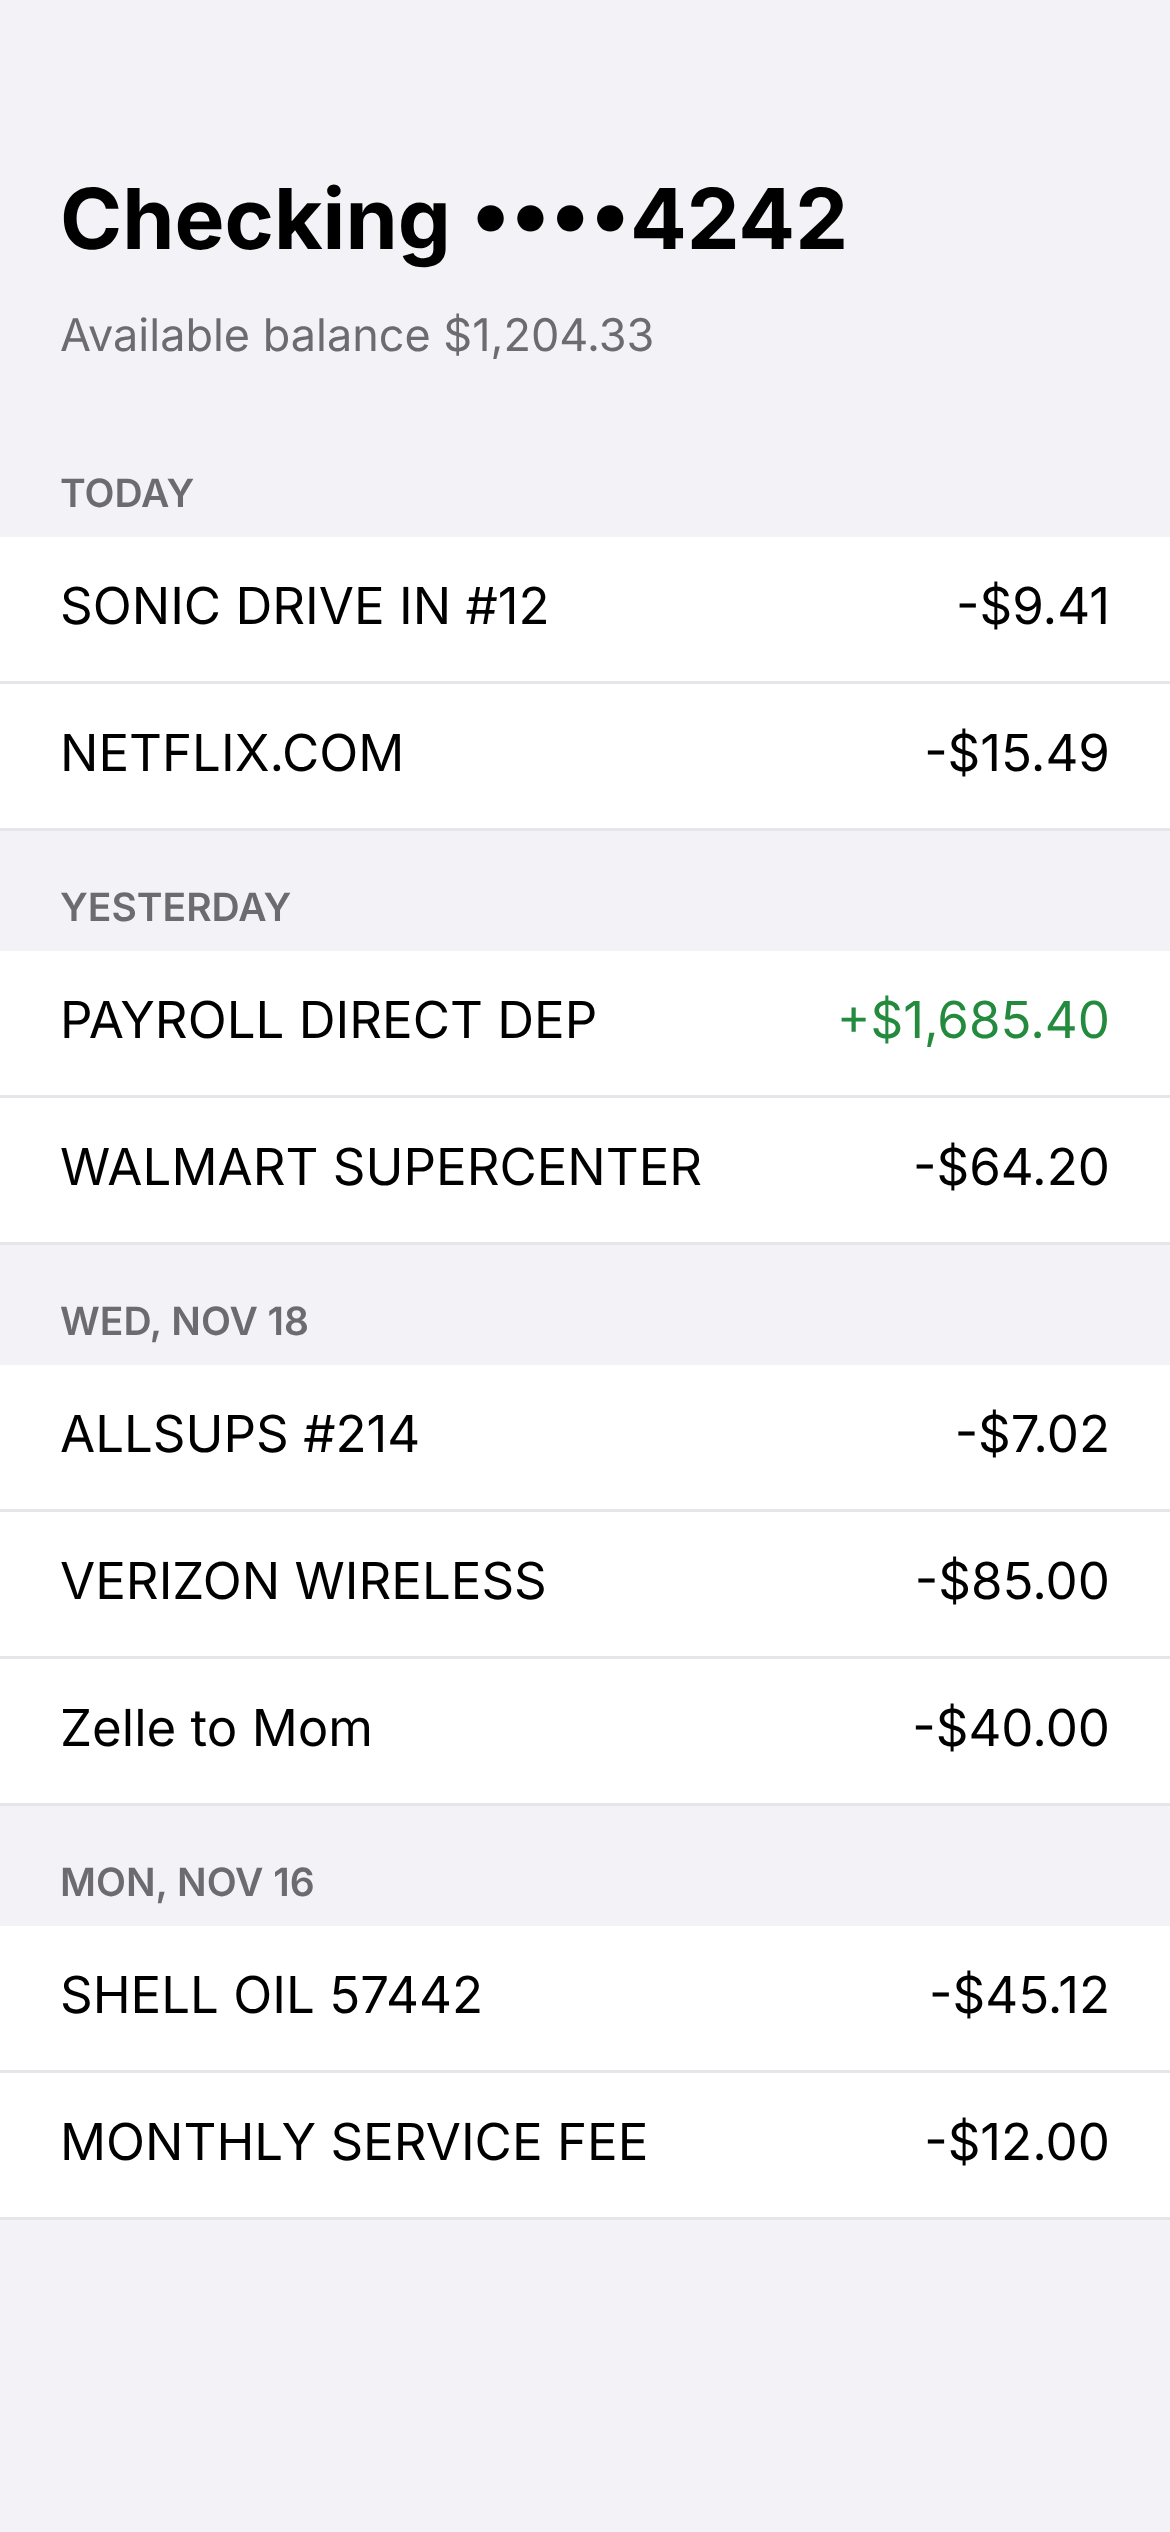 Checking ••••4242
Available balance $1,204.33
TODAY
SONIC DRIVE IN #12 -$9.41
NETFLIX.COM -$15.49
YESTERDAY
PAYROLL DIRECT DEP +$1,685.40
WALMART SUPERCENTER -$64.20
WED, NOV 18
ALLSUPS #214 -$7.02
VERIZON WIRELESS -$85.00
Zelle to Mom -$40.00
MON, NOV 16
SHELL OIL 57442 -$45.12
MONTHLY SERVICE FEE -$12.00